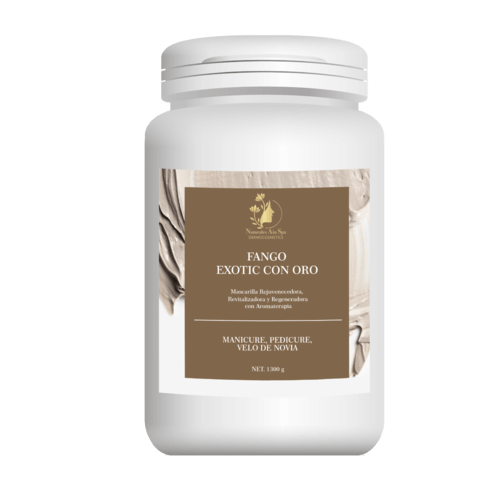 FANGO
EXOTIC CON ORO
Mascarilla Rejuvenecedora,
Revitalizadora y Regeneradora
con Aromaterapia
MANICURE, PEDICURE,
VELO DE NOVIA
NET. 1300 g